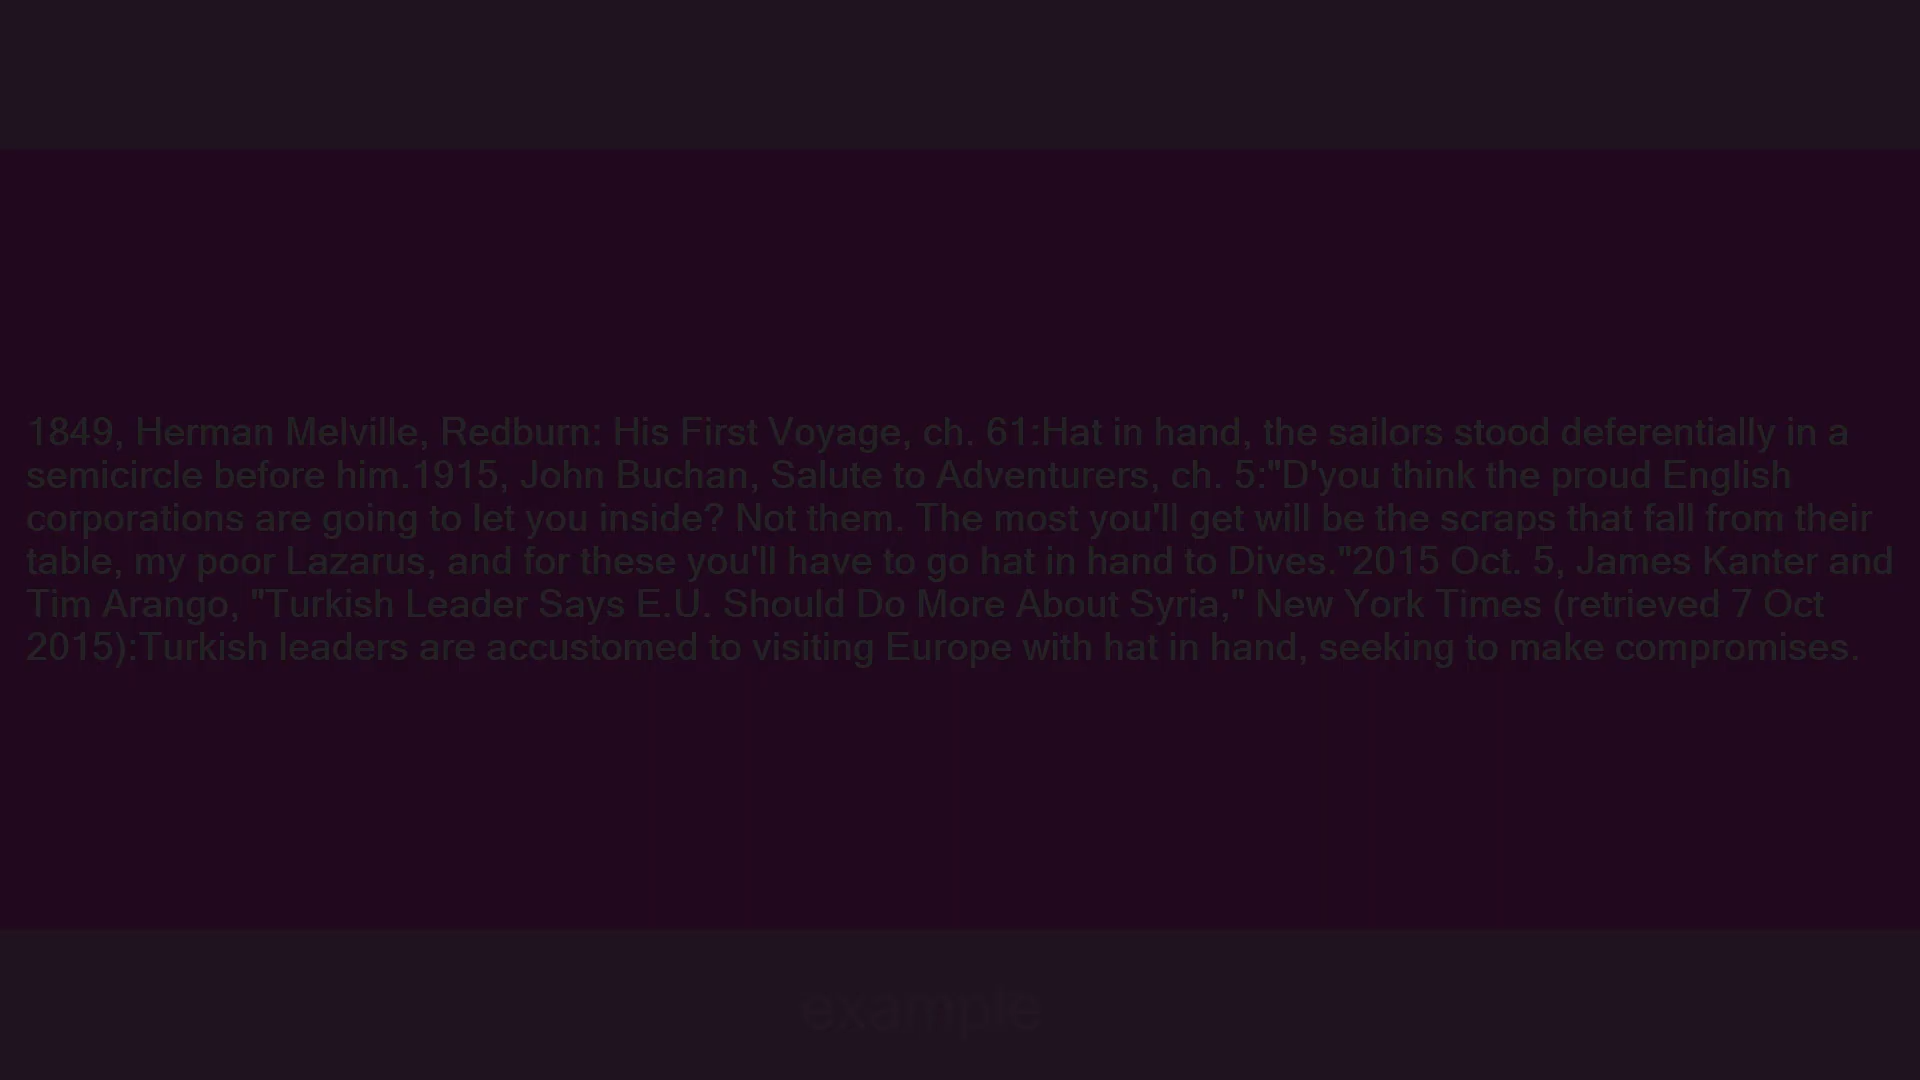 1849, Herman Melville, Redburn: His First Voyage, ch. 61:Hat in hand, the sailors stood deferentially in a
semicircle before him.1915, John Buchan, Salute to Adventurers, ch. 5:"D'you think the proud English
corporations are going to let you inside? Not them. The most you'll get will be the scraps that fall from their
table, my poor Lazarus, and for these you'll have to go hat in hand to Dives."2015 Oct. 5, James Kanter and
Tim Arango, "Turkish Leader Says E.U. Should Do More About Syria," New York Times (retrieved 7 Oct
2015):Turkish leaders are accustomed to visiting Europe with hat in hand, seeking to make compromises.
example